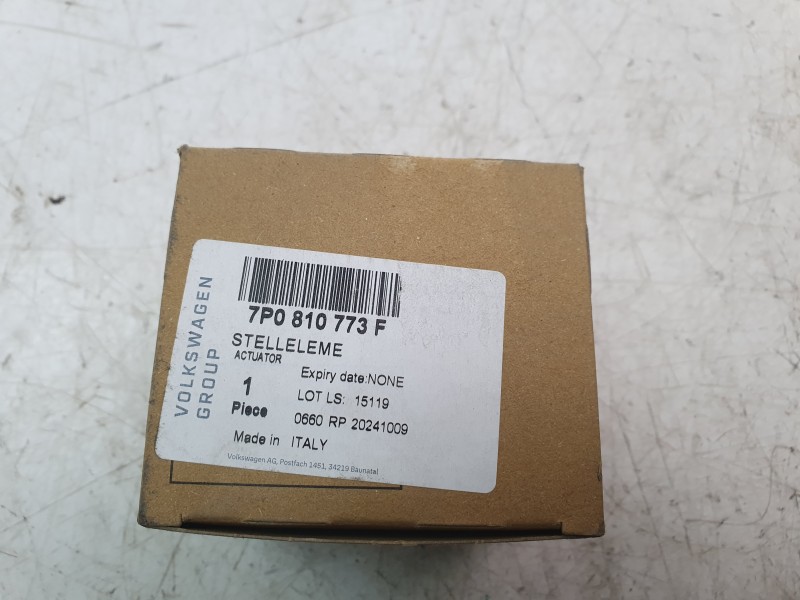 VOLKSWAGEN
GROUP
7P0 810 773 F
STELLELEME
ACTUATOR
Expiry date:NONE
1
LOT LS: 15119
Piece
0660 RP 20241009
Made in ITALY
Volkswagen AG, Postfach 1451, 34219 Baunatal